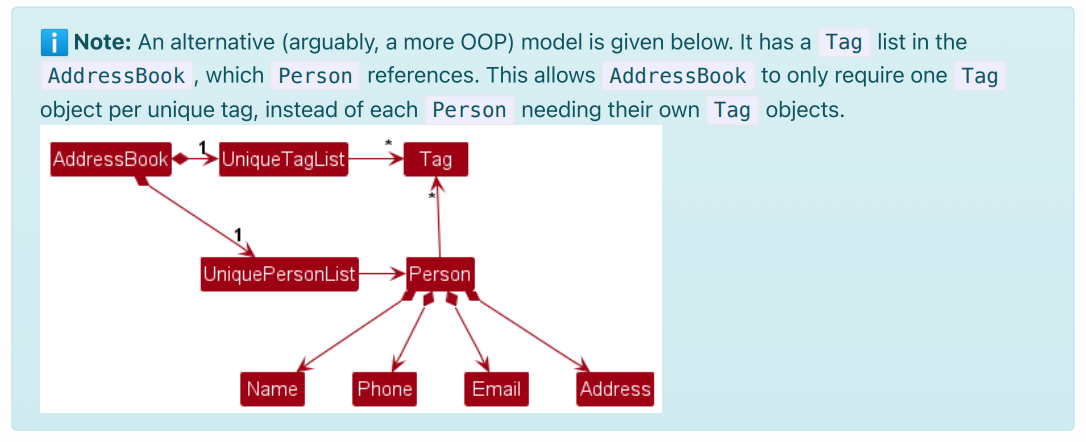 ℹ️ Note: An alternative (arguably, a more OOP) model is given below. It has a Tag list in the
AddressBook , which Person references. This allows AddressBook to only require one Tag
object per unique tag, instead of each Person needing their own Tag objects.
AddressBook 1 UniqueTagList * Tag
*
1
UniquePersonList Person
Name Phone Email Address